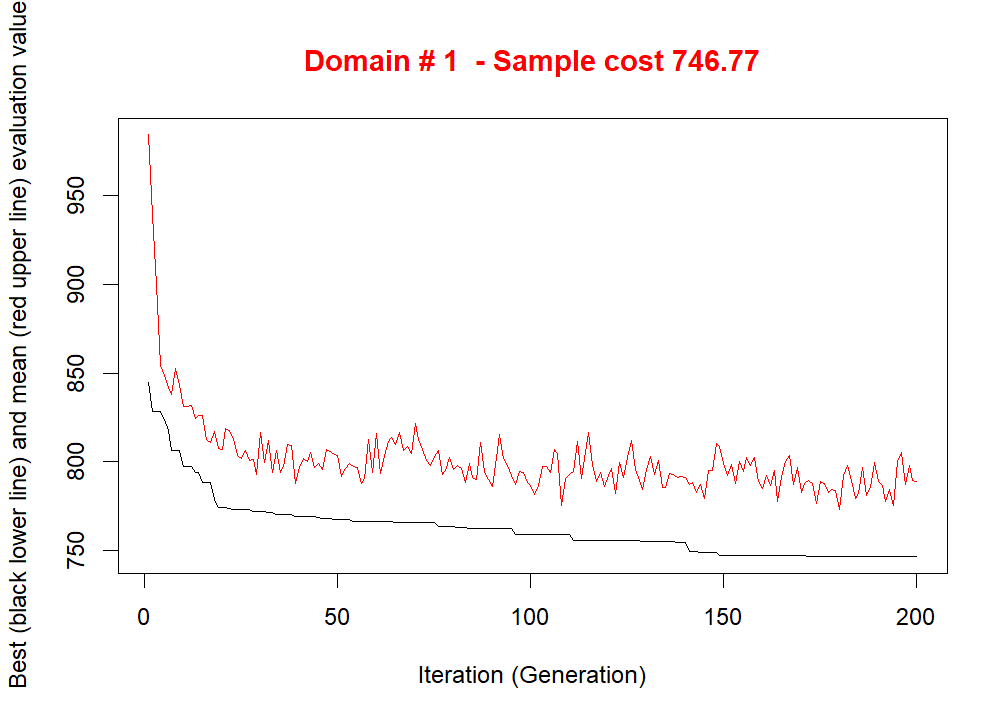 Domain # 1 - Sample cost 746.77
Best (black lower line) and mean (red upper line) evaluation value
950
900
850
800
750
0 50 100 150 200
Iteration (Generation)